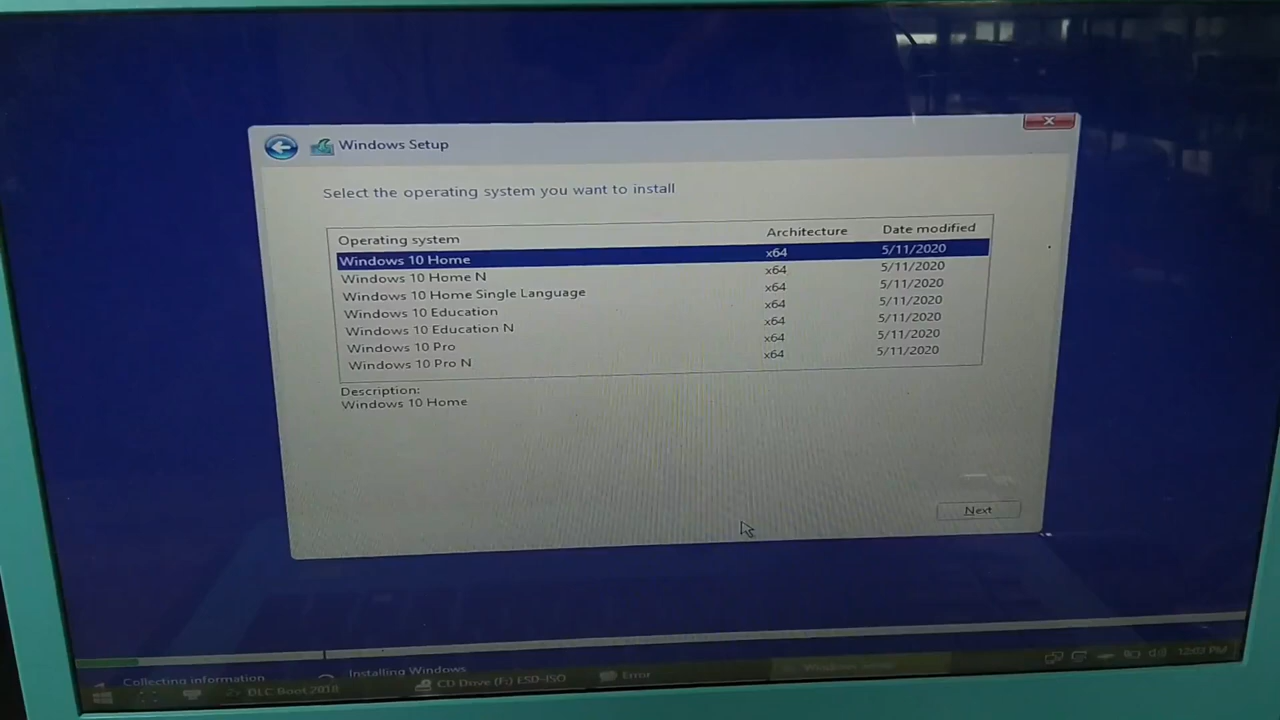 Windows Setup
Select the operating system you want to install
Operating system Architecture Date modified
Windows 10 Home x64 5/11/2020
Windows 10 Home N x64 5/11/2020
Windows 10 Home Single Language x64 5/11/2020
Windows 10 Education x64 5/11/2020
Windows 10 Education N x64 5/11/2020
Windows 10 Pro x64 5/11/2020
Windows 10 Pro N x64 5/11/2020
Description:
Windows 10 Home
Next
Collecting information Installing Windows
DLC Boot 2018 CD Drive (F:) ESD-ISO Error 12:03 PM